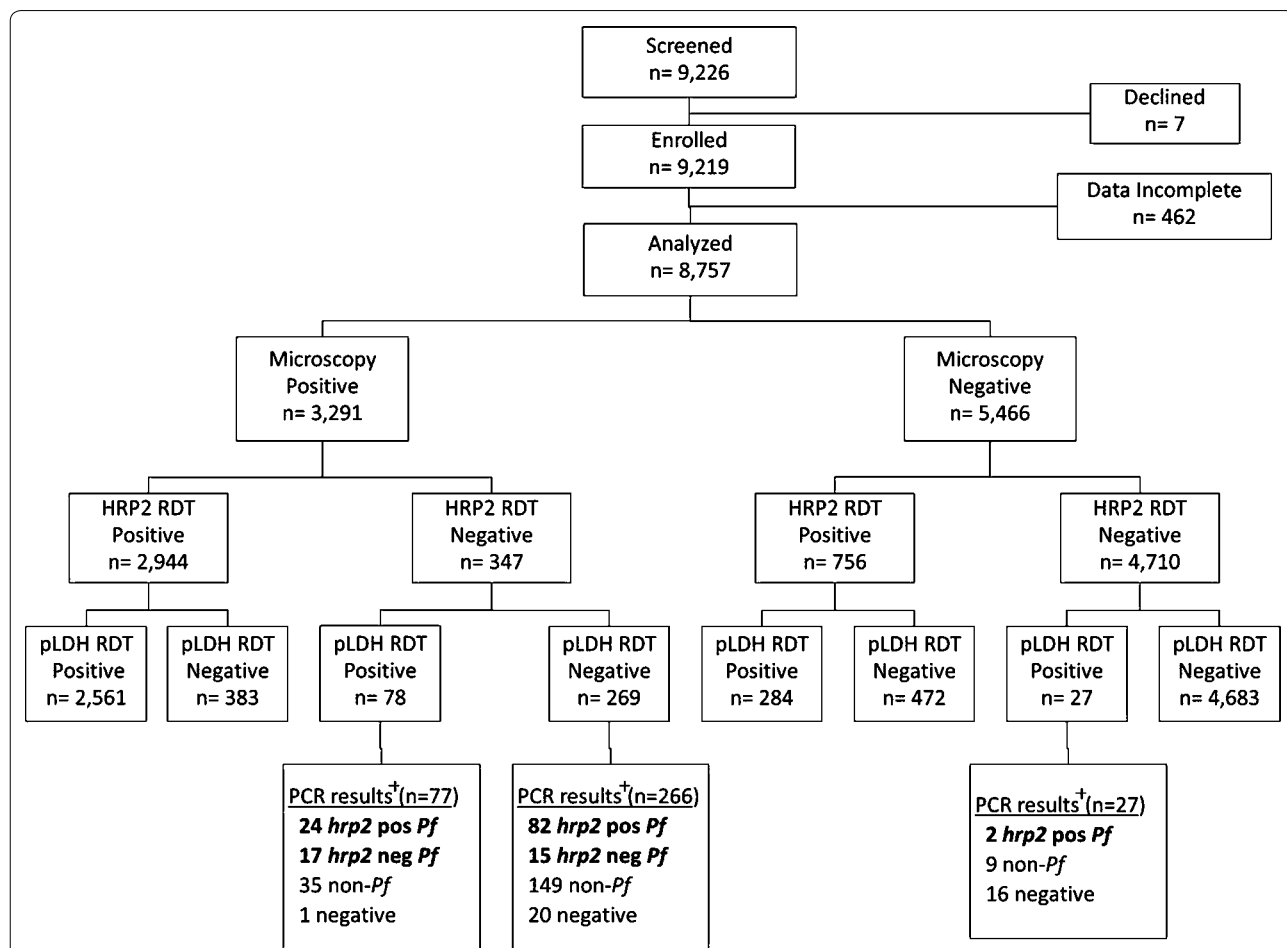 Screened
n= 9,226
Declined
n= 7
Enrolled
n= 9,219
Data Incomplete
n= 462
Analyzed
n= 8,757
Microscopy
Positive
n= 3,291
Microscopy
Negative
n= 5,466
HRP2 RDT
Positive
n= 2,944
HRP2 RDT
Negative
n= 347
HRP2 RDT
Positive
n= 756
HRP2 RDT
Negative
n= 4,710
pLDH RDT
Positive
n= 2,561
pLDH RDT
Negative
n= 383
pLDH RDT
Positive
n= 78
pLDH RDT
Negative
n= 269
pLDH RDT
Positive
n= 284
pLDH RDT
Negative
n= 472
pLDH RDT
Positive
n= 27
pLDH RDT
Negative
n= 4,683
PCR results⁺(n=77)
24 hrp2 pos Pf
17 hrp2 neg Pf
35 non-Pf
1 negative
PCR results⁺(n=266)
82 hrp2 pos Pf
15 hrp2 neg Pf
149 non-Pf
20 negative
PCR results⁺(n=27)
2 hrp2 pos Pf
9 non-Pf
16 negative